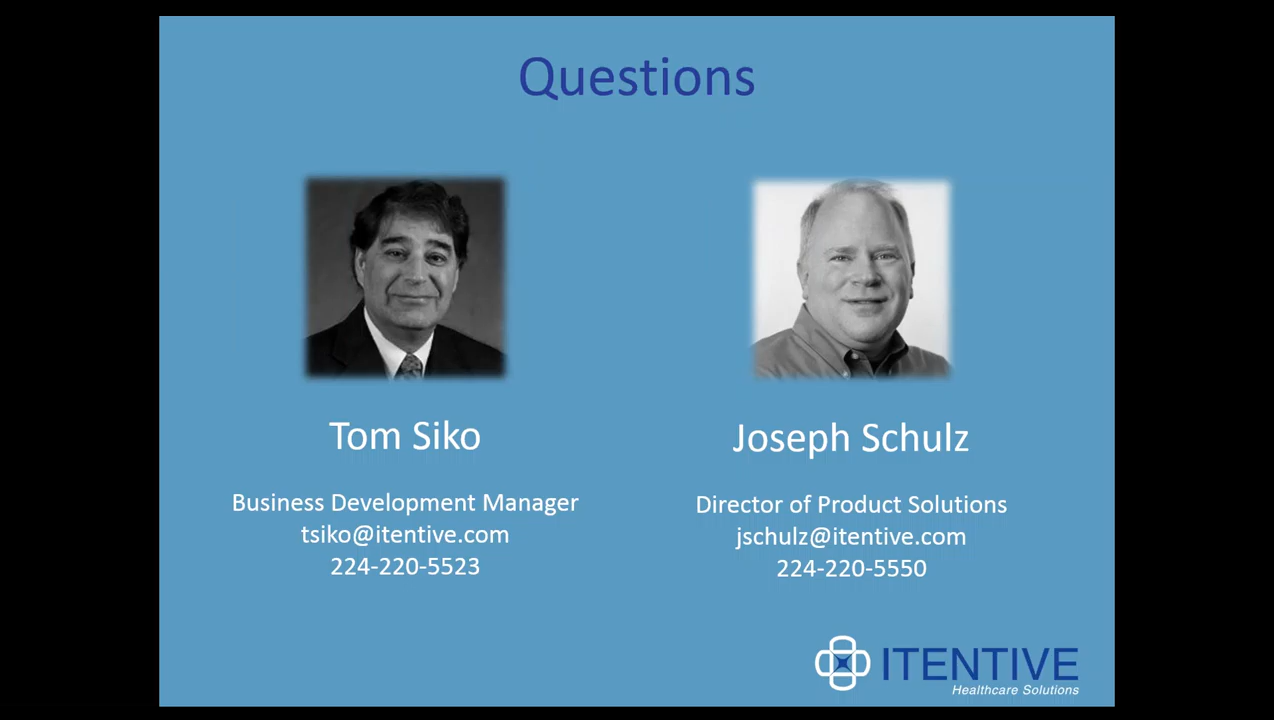 Questions
Tom Siko
Business Development Manager
tsiko@itentive.com
224-220-5523
Joseph Schulz
Director of Product Solutions
jschulz@itentive.com
224-220-5550
ITENTIVE
Healthcare Solutions